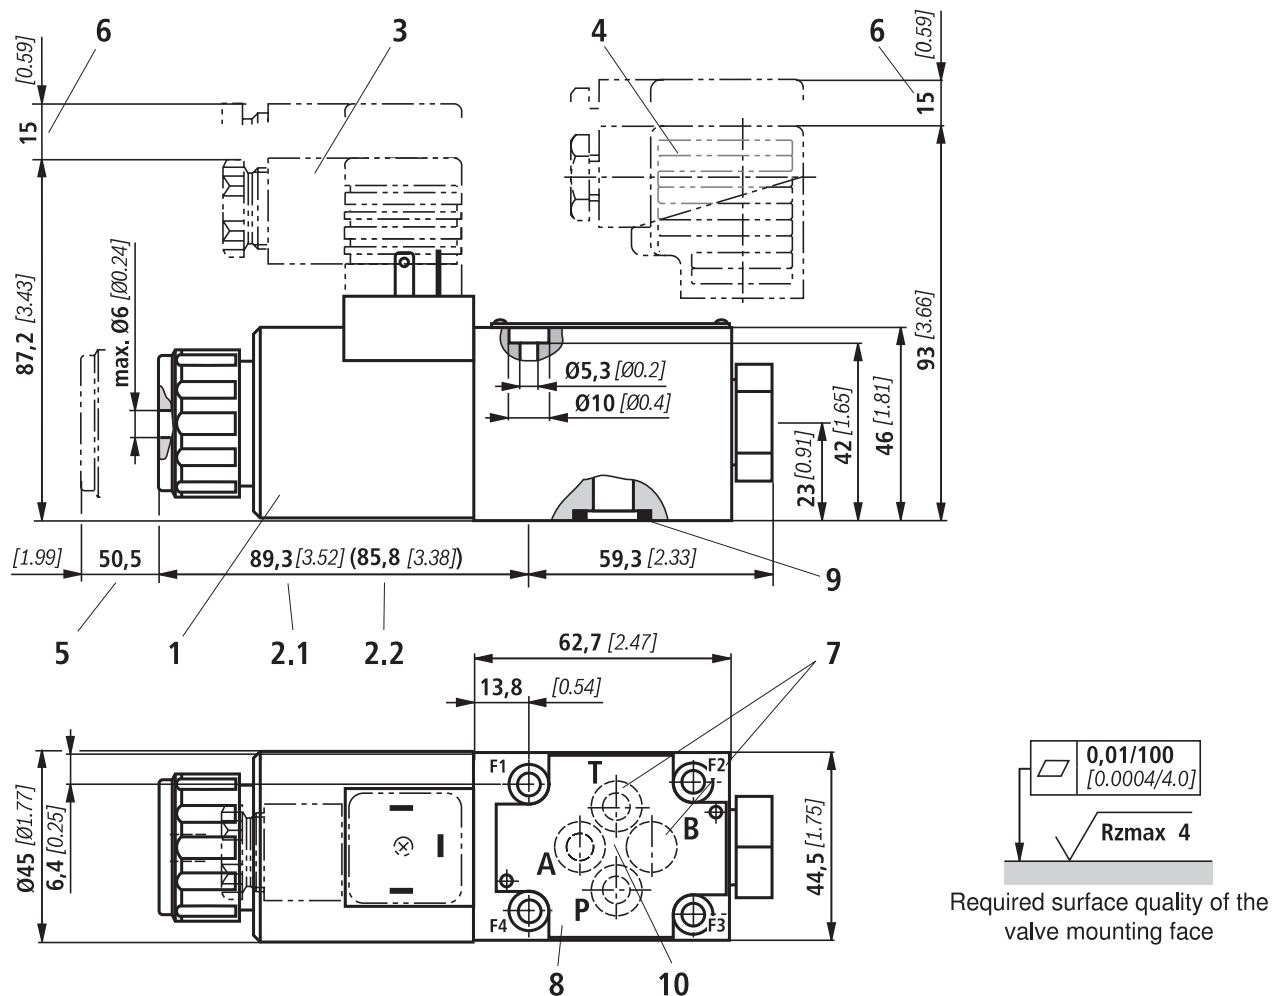 6
3
4
6
[0.59]
[0.59]
15
15
87,2 [3.43]
max. Ø6 [Ø0.24]
Ø5,3 [Ø0.2]
Ø10 [Ø0.4]
23 [0.91]
42 [1.65]
46 [1.81]
93 [3.66]
[1.99] 50,5 89,3 [3.52] (85,8 [3.38]) 59,3 [2.33]
9
5
1
2.1
2.2
62,7 [2.47]
7
13,8 [0.54]
Ø45 [Ø1.77]
6,4 [0.25]
F1
T
F2
B
A
P
F4
F3
44,5 [1.75]
8
10
0,01/100
[0.0004/4.0]
Rzmax 4
Required surface quality of the
valve mounting face